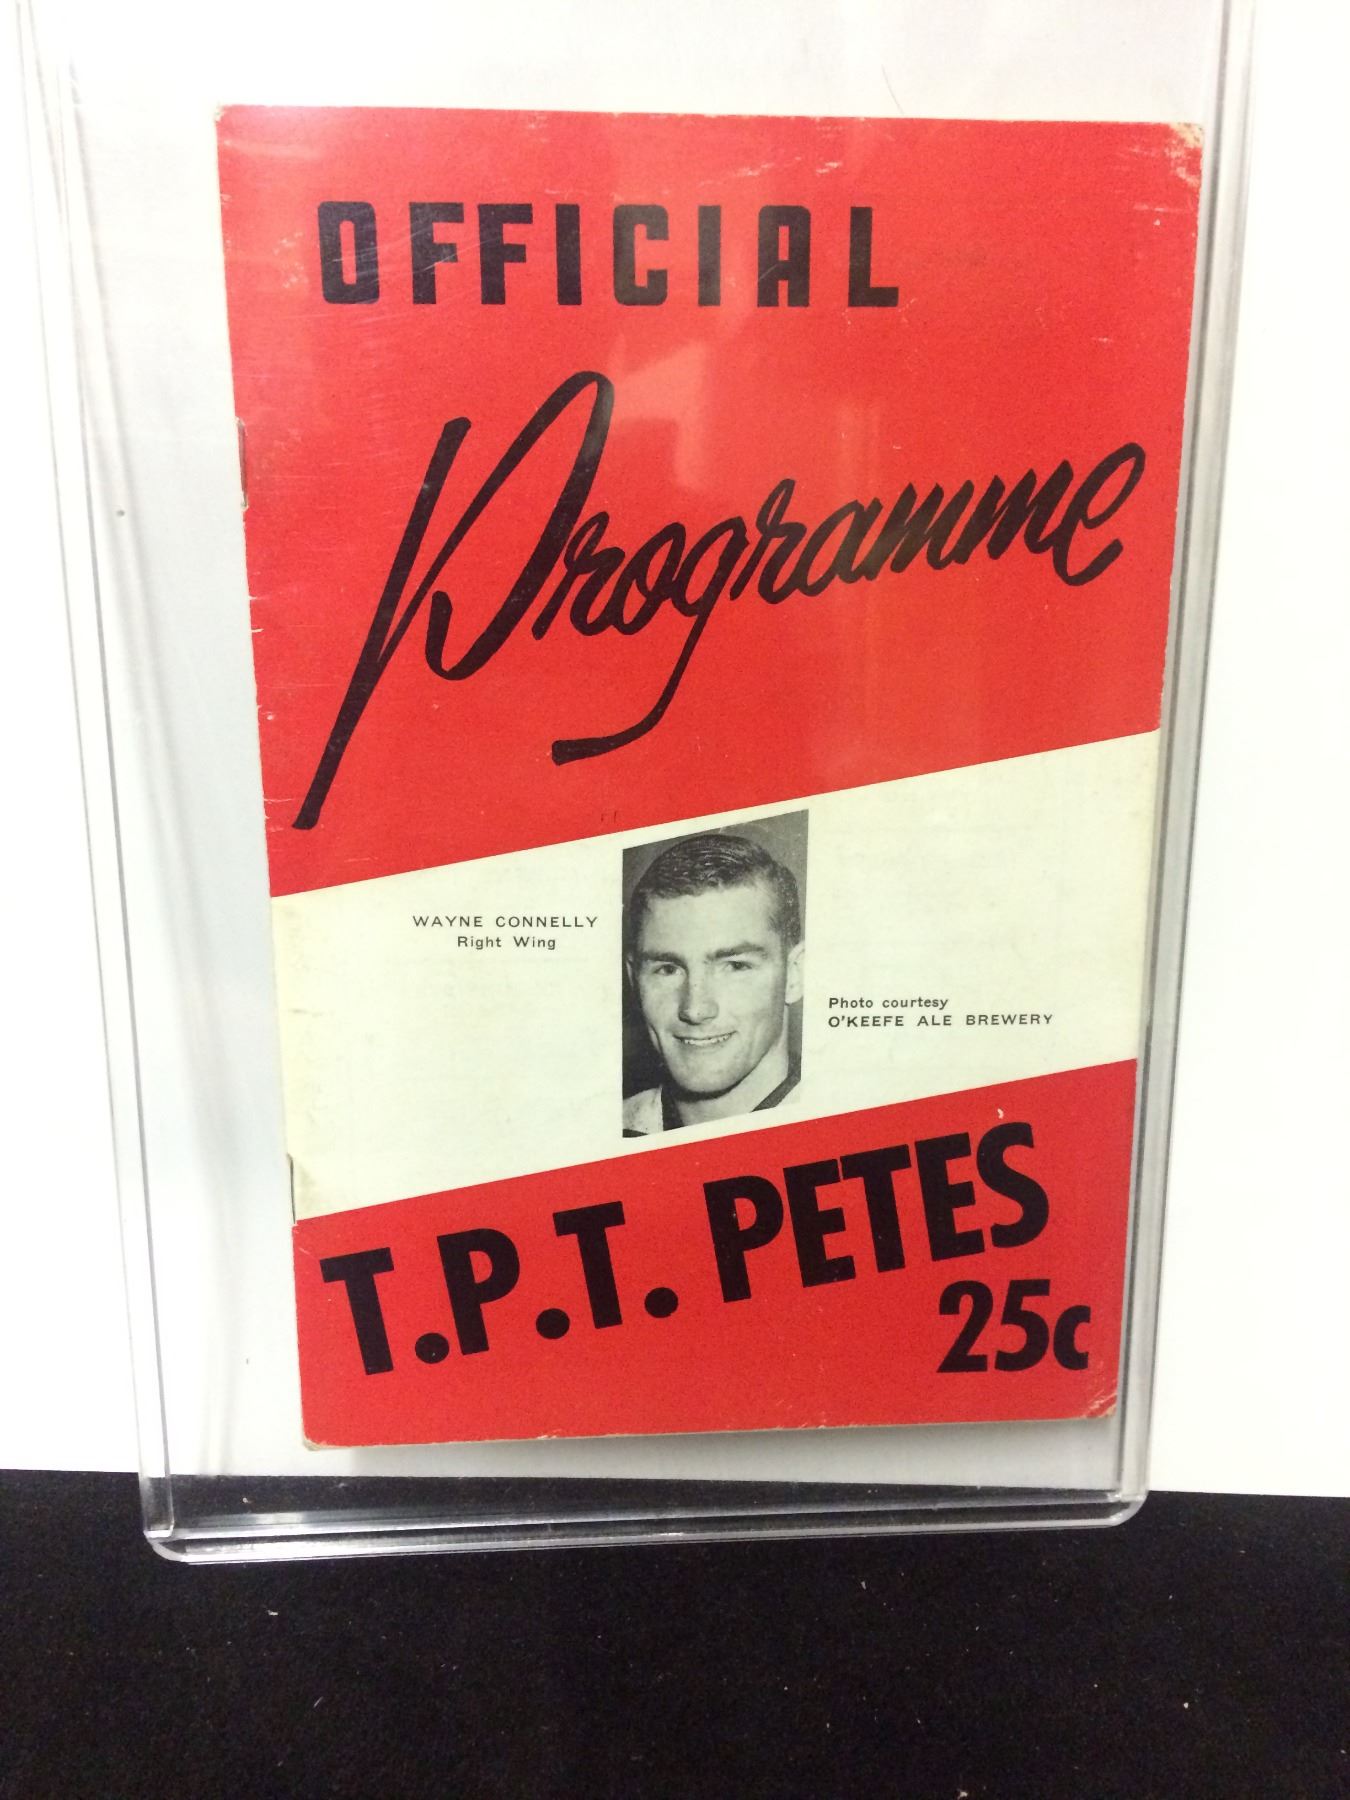 OFFICIAL
Programme
WAYNE CONNELLY
Right Wing
Photo courtesy
O'KEEFE ALE BREWERY
T.P.T. PETES
25c